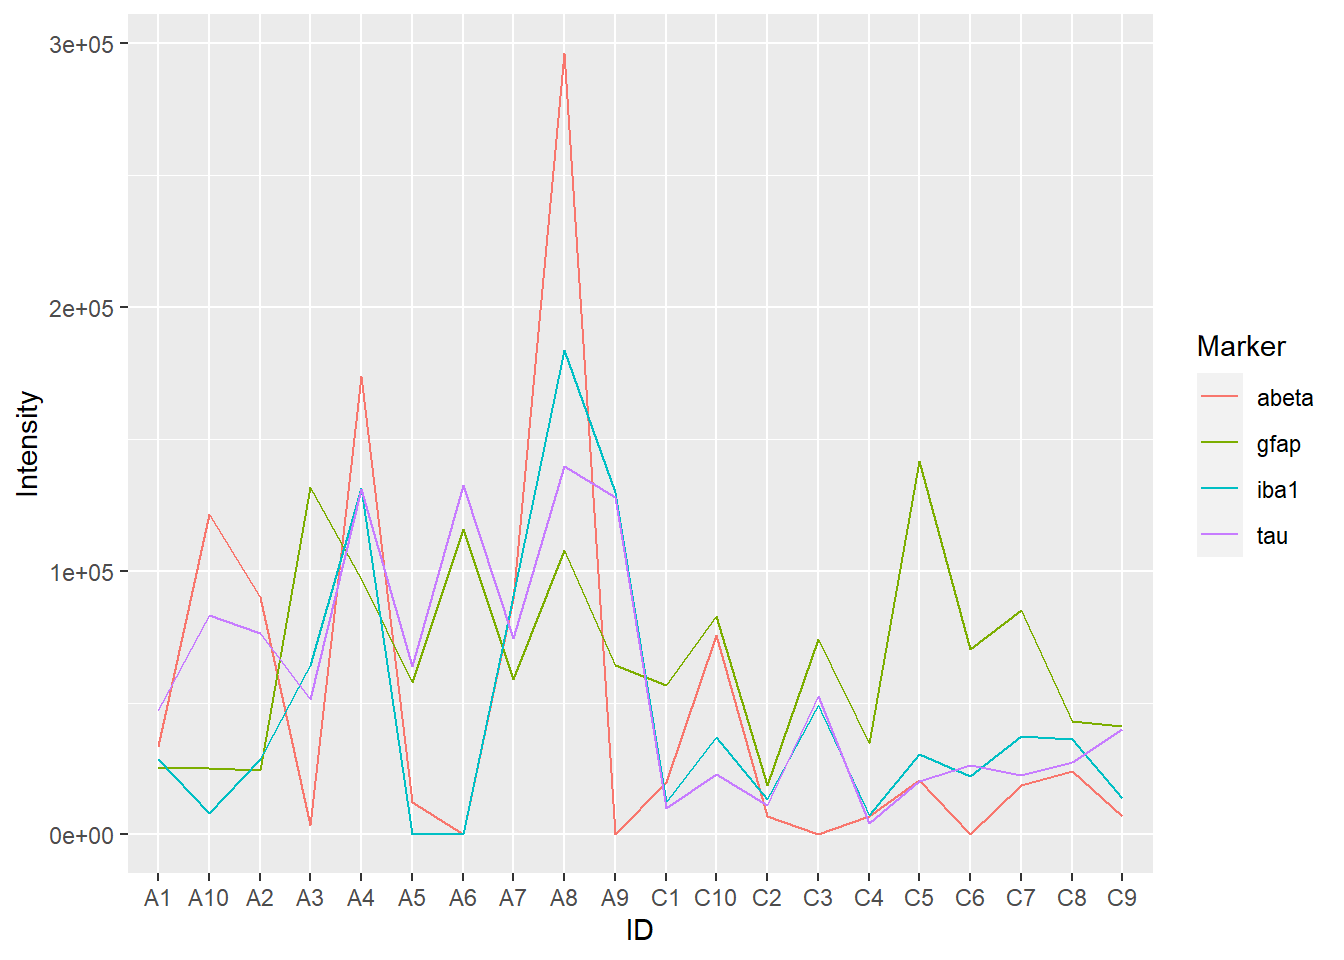 3e+05
2e+05
1e+05
0e+00
Intensity
A1 A10 A2 A3 A4 A5 A6 A7 A8 A9 C1 C10 C2 C3 C4 C5 C6 C7 C8 C9
ID
Marker
abeta
gfap
iba1
tau